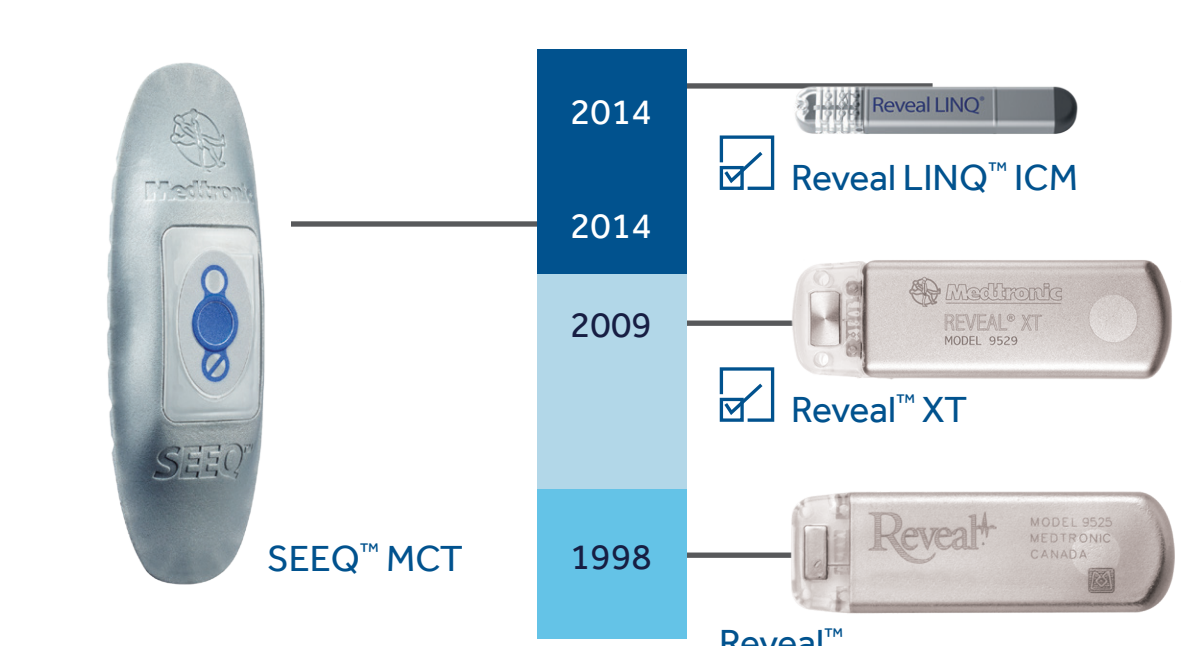 Medtronic
SEEQ™
SEEQ™ MCT
2014
2014
2009
1998
Reveal LINQ®
Reveal LINQ™ ICM
Medtronic
REVEAL® XT
MODEL 9529
Reveal™ XT
Reveal
MODEL 9525
MEDTRONIC
CANADA
Reveal™